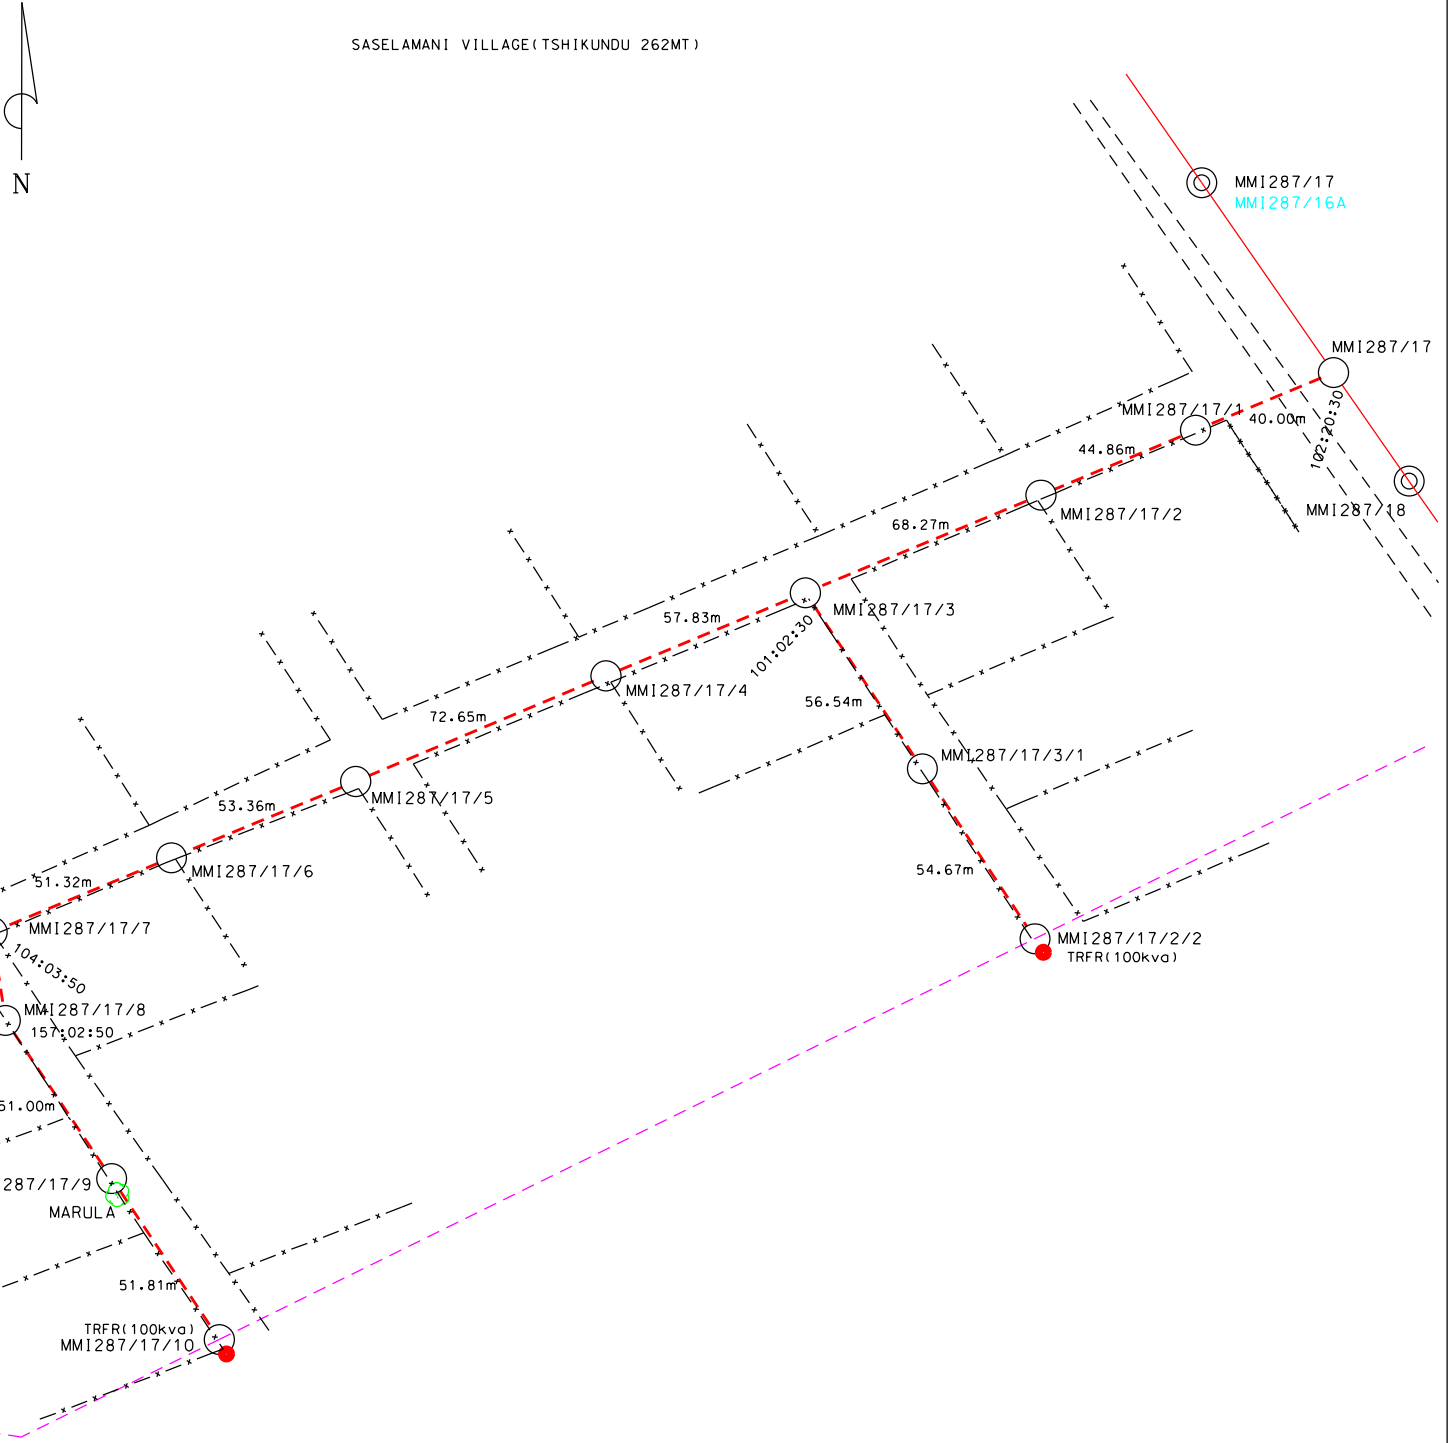 SASELAMANI VILLAGE(TSHIKUNDU 262MT)
N
MMI287/17
MMI287/16A
MMI287/17
MMI287/17/1
40.00m
102:20:30
44.86m
MMI287/18
MMI287/17/2
68.27m
MMI287/17/3
57.83m
101:02:30
MMI287/17/4
56.54m
72.65m
MMI287/17/3/1
MMI287/17/5
53.36m
MMI287/17/6
54.67m
51.32m
MMI287/17/7
MMI287/17/2/2
TRFR(100kva)
104:03:50
MMI287/17/8
157:02:50
51.00m
287/17/9
MARULA
51.81m
TRFR(100kva)
MMI287/17/10